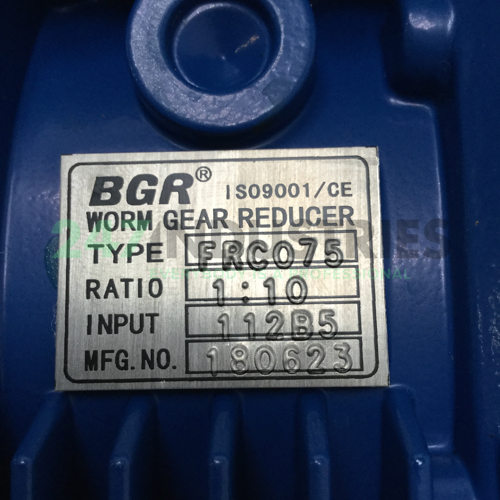 BGR®
ISO9001/CE
WORM GEAR REDUCER
TYPE FRC075
RATIO 1:10
INPUT 112B5
MFG.NO. 180623